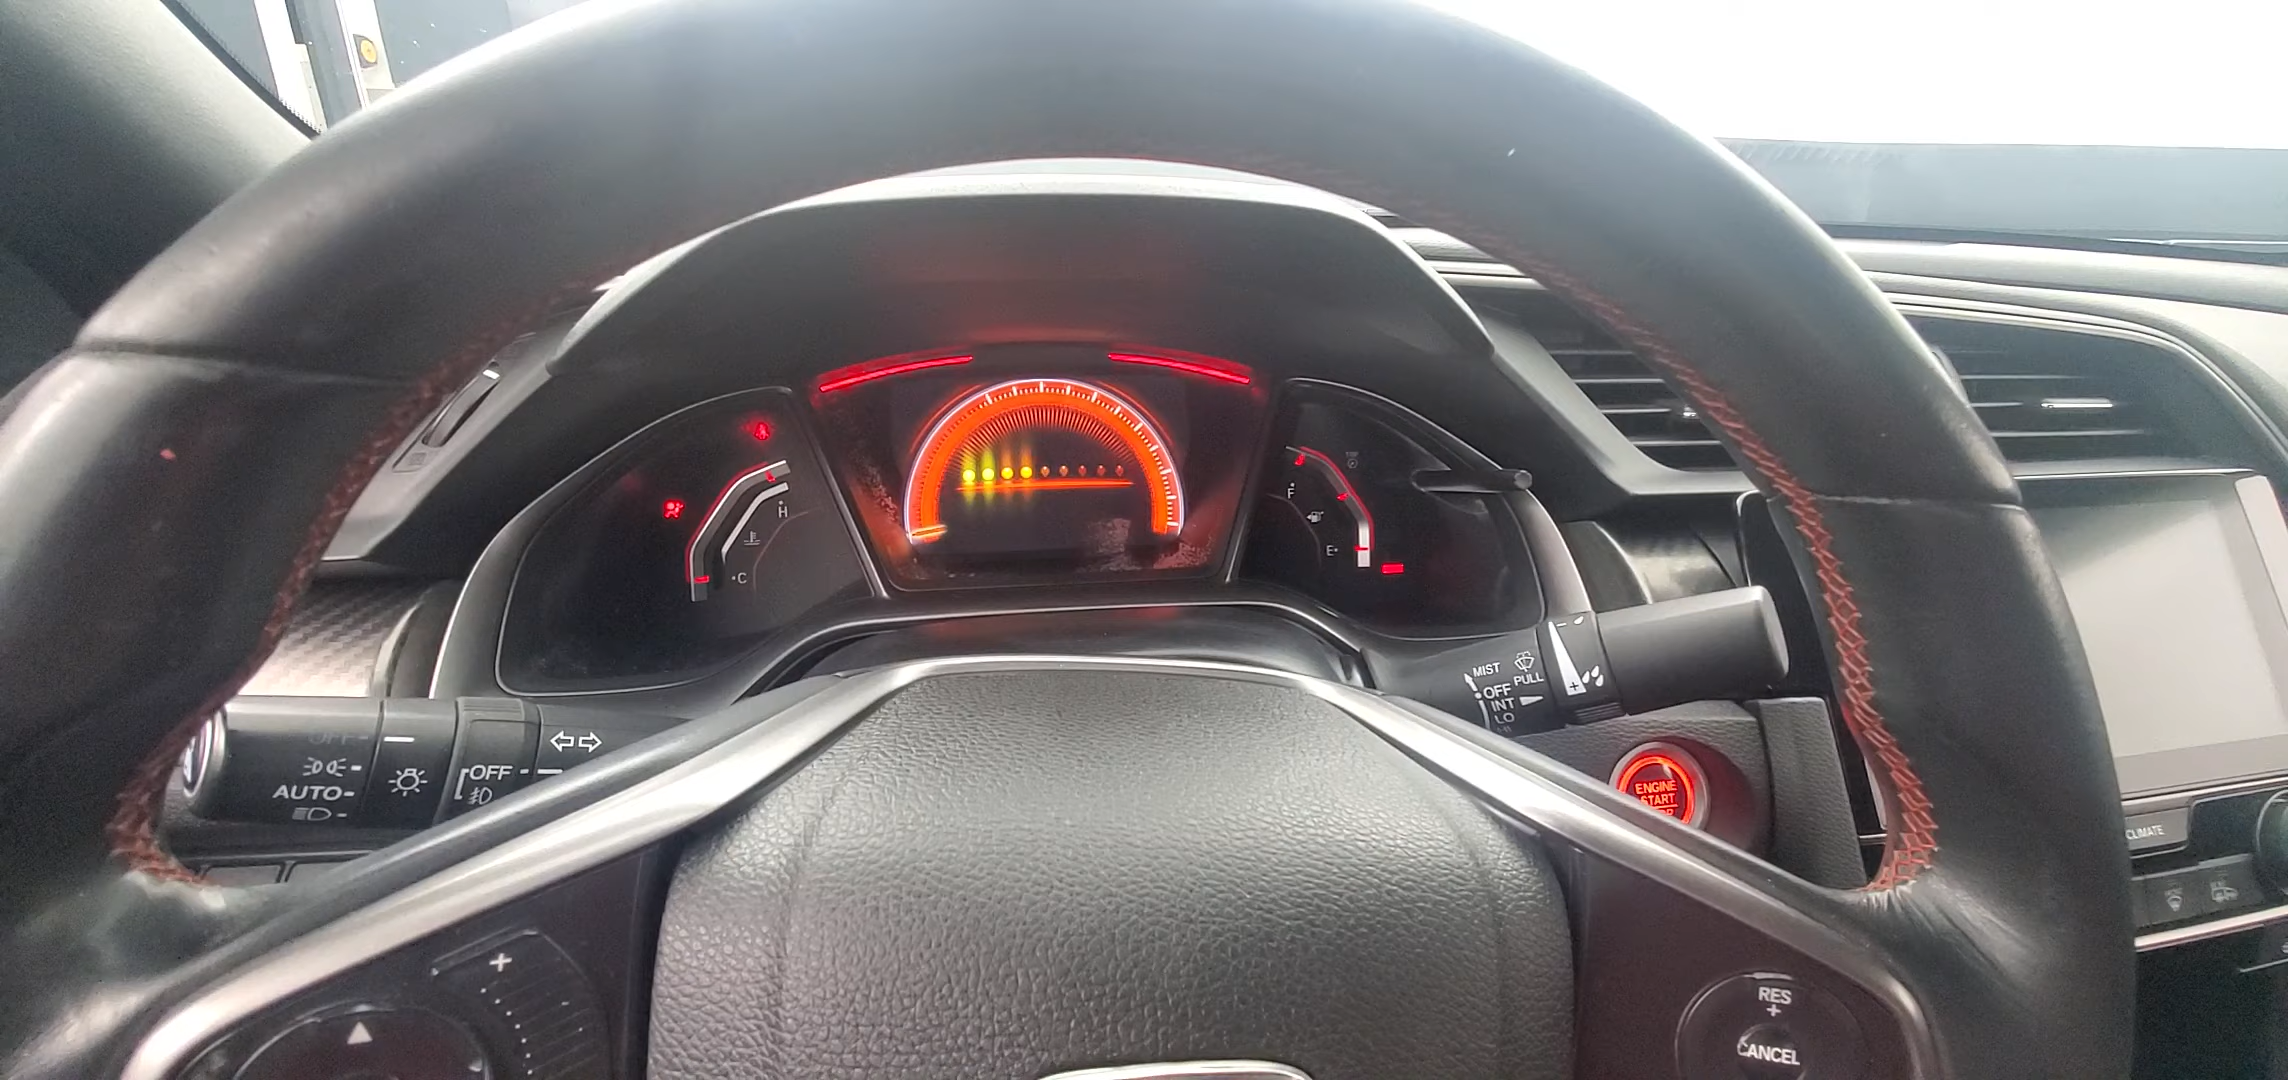 H
C
F
E
MIST
PULL
OFF
INT
LO
OFF
AUTO
OFF
ENGINE
START
CLIMATE
+
RES
+
CANCEL